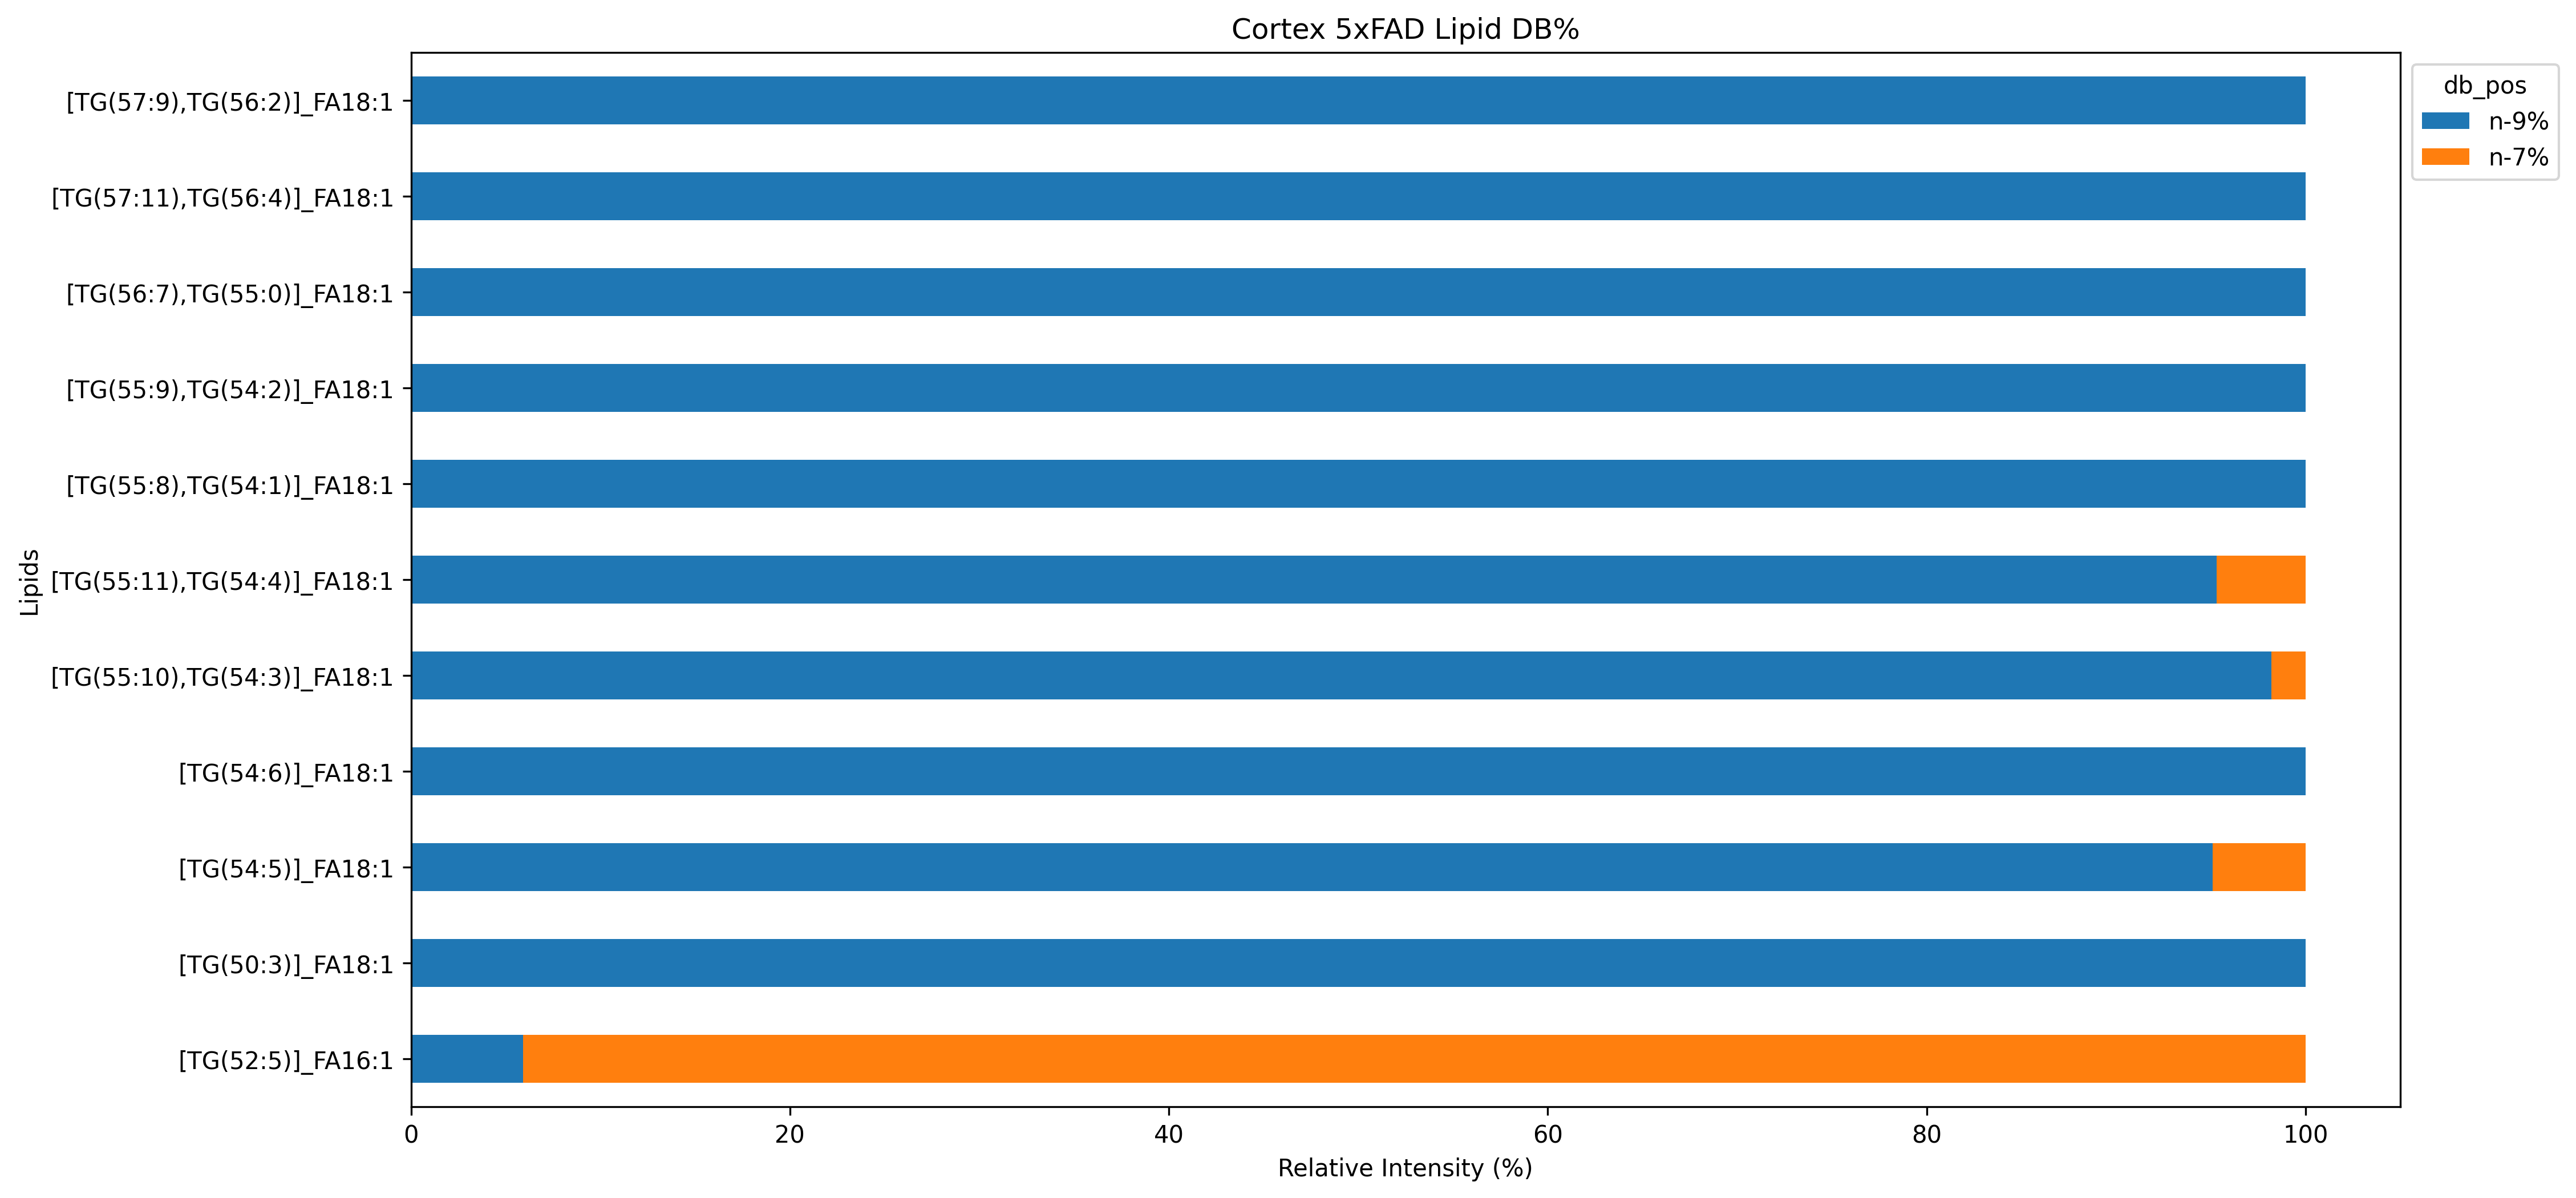 Cortex 5xFAD Lipid DB%
[TG(57:9),TG(56:2)]_FA18:1
[TG(57:11),TG(56:4)]_FA18:1
[TG(56:7),TG(55:0)]_FA18:1
[TG(55:9),TG(54:2)]_FA18:1
[TG(55:8),TG(54:1)]_FA18:1
[TG(55:11),TG(54:4)]_FA18:1
[TG(55:10),TG(54:3)]_FA18:1
[TG(54:6)]_FA18:1
[TG(54:5)]_FA18:1
[TG(50:3)]_FA18:1
[TG(52:5)]_FA16:1
Lipids
0 20 40 60 80 100
Relative Intensity (%)
db_pos
n-9%
n-7%